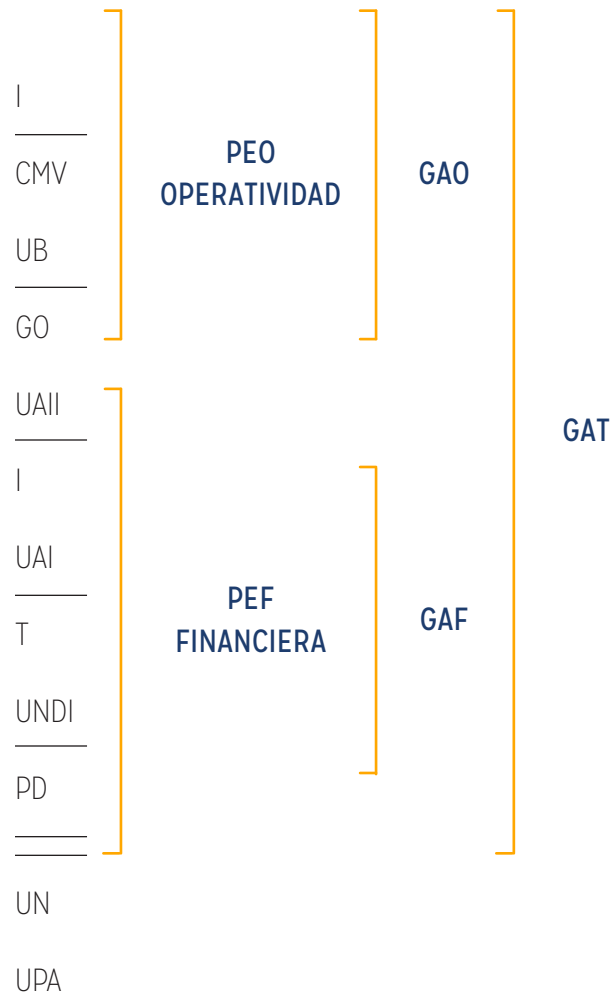 I
CMV
UB
GO
UAII
I
UAI
T
UNDI
PD
UN
UPA
PEO
OPERATIVIDAD
PEF
FINANCIERA
GAO
GAF
GAT